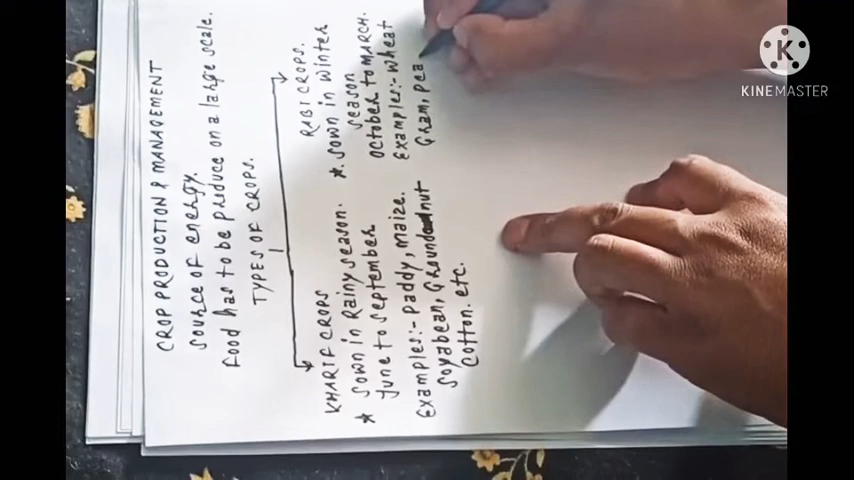 CROP PRODUCTION & MANAGEMENT
Source of energy.
Food has to be produce on a large scale.
TYPES OF CROPS.
KHARIF CROPS
★ Sown in Rainy season.
June to september
Examples:- Paddy, Maize.
Soyabean, Groundnut
Cotton. etc.
RABI CROPS.
★. Sown in winter
season
October to MARCH.
Examples:- wheat
Gram, Pea
K
KINEMASTER